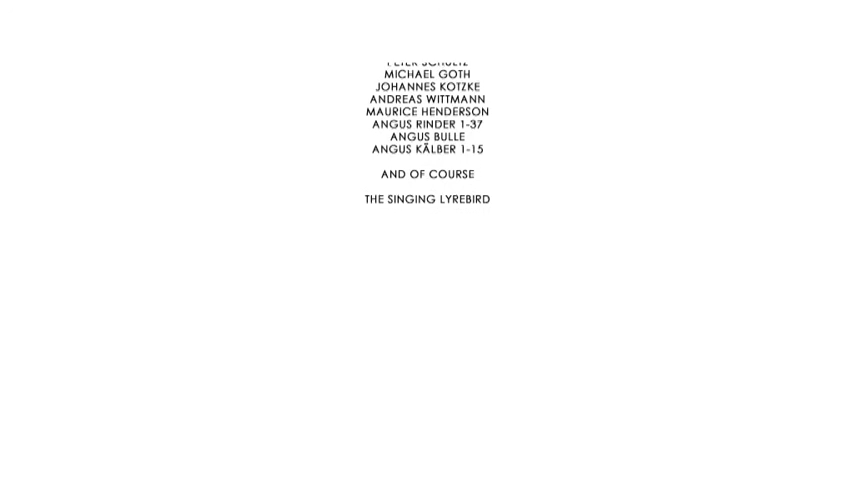 MICHAEL GOTH
JOHANNES KOTZKE
ANDREAS WITTMANN
MAURICE HENDERSON
ANGUS RINDER 1-37
ANGUS BULLE
ANGUS KÄLBER 1-15
AND OF COURSE
THE SINGING LYREBIRD